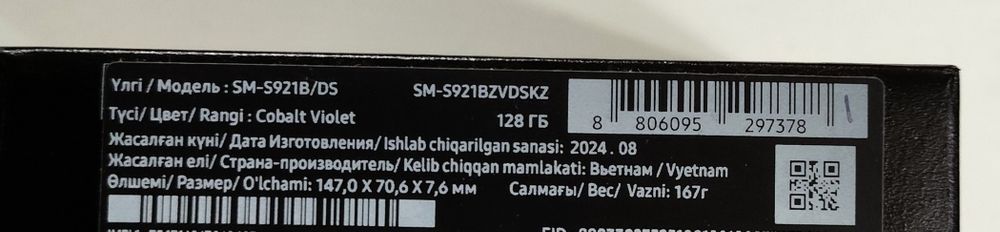 Үлгі / Модель : SM-S921B/DS SM-S921BZVDSKZ
Түсі/ Цвет/ Rangi : Cobalt Violet 128 ГБ
8 806095 297378
Жасалған күні/ Дата Изготовления/ Ishlab chiqarilgan sanasi: 2024 . 08
Жасалған елі/ Страна-производитель/ Kelib chiqqan mamlakati: Вьетнам / Vyetnam
Өлшемі/ Размер/ O'lchami: 147,0 X 70,6 X 7,6 мм Салмағы/ Вес/ Vazni: 167г